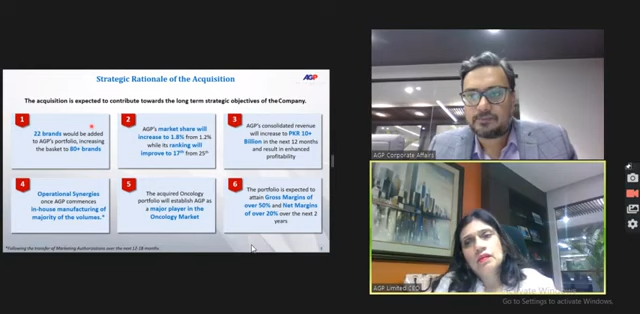 Strategic Rationale of the Acquisition
AGP
The acquisition is expected to contribute towards the long term strategic objectives of the Company.
1
22 brands would be added
to AGP's portfolio, increasing
the basket to 80+ brands
2
AGP's market share will
increase to 1.8% from 1.2%
while its ranking will
improve to 17th from 25th
3
AGP's consolidated revenue
will increase to PKR 10+
Billion in the next 12 months
and result in enhanced
profitability
4
Operational Synergies
once AGP commences
in-house manufacturing of
majority of the volumes.*
5
The acquired Oncology
portfolio will establish AGP as
a major player in the
Oncology Market
6
The portfolio is expected to
attain Gross Margins of
over 50% and Net Margins
of over 20% over the next 2
years
*Following the transfer of Marketing Authorizations over the next 12-18 months.
AGP Corporate Affairs
AGP Limited CEO
Activate Windows
Go to Settings to activate Windows.